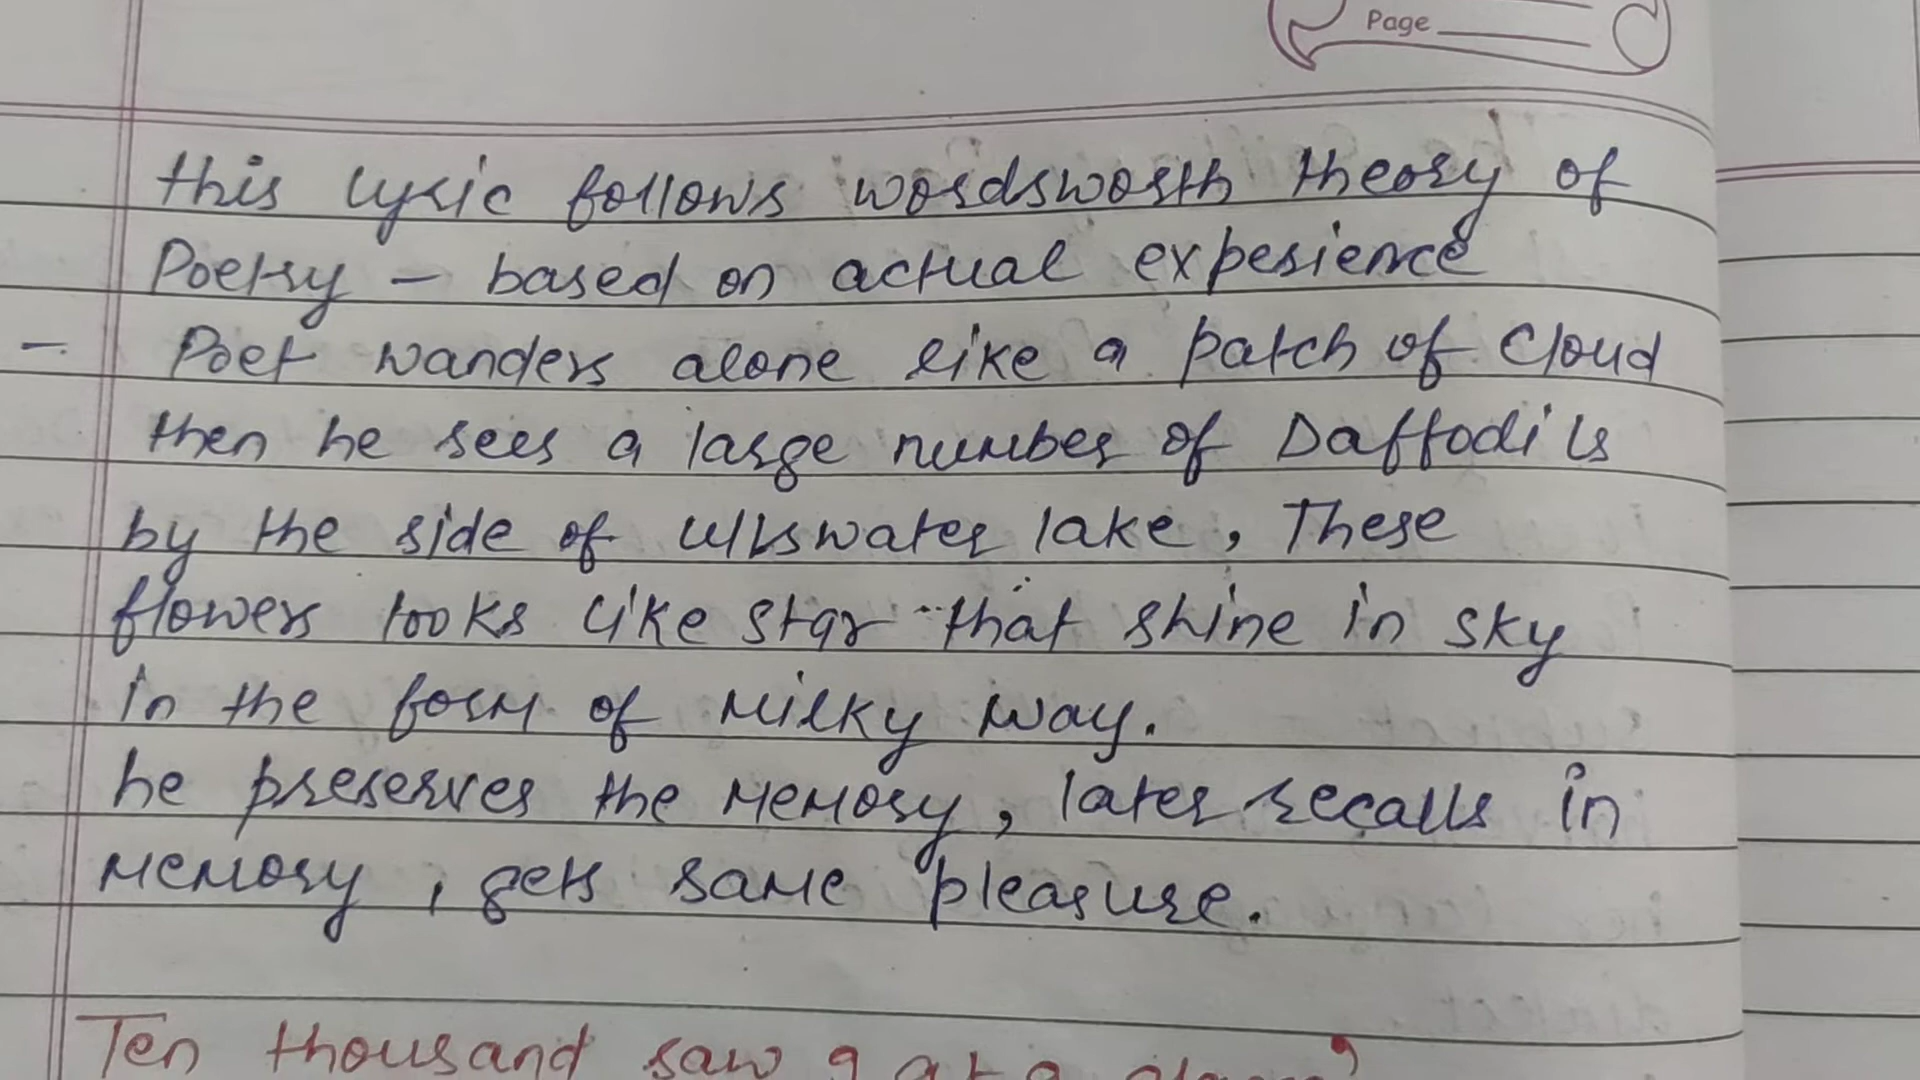 Page
this lyric follows wordsworth theory of
Poetry - based on actual experience
- Poet wanders alone like a patch of Cloud
then he sees a large number of Daffodils
by the side of Ullswater lake, These
flowers looks like star that shine in sky
in the form of milky way.
he preserves the memory, later recalls in
memory, gets same pleasure.
Ten thousand saw I at a glance